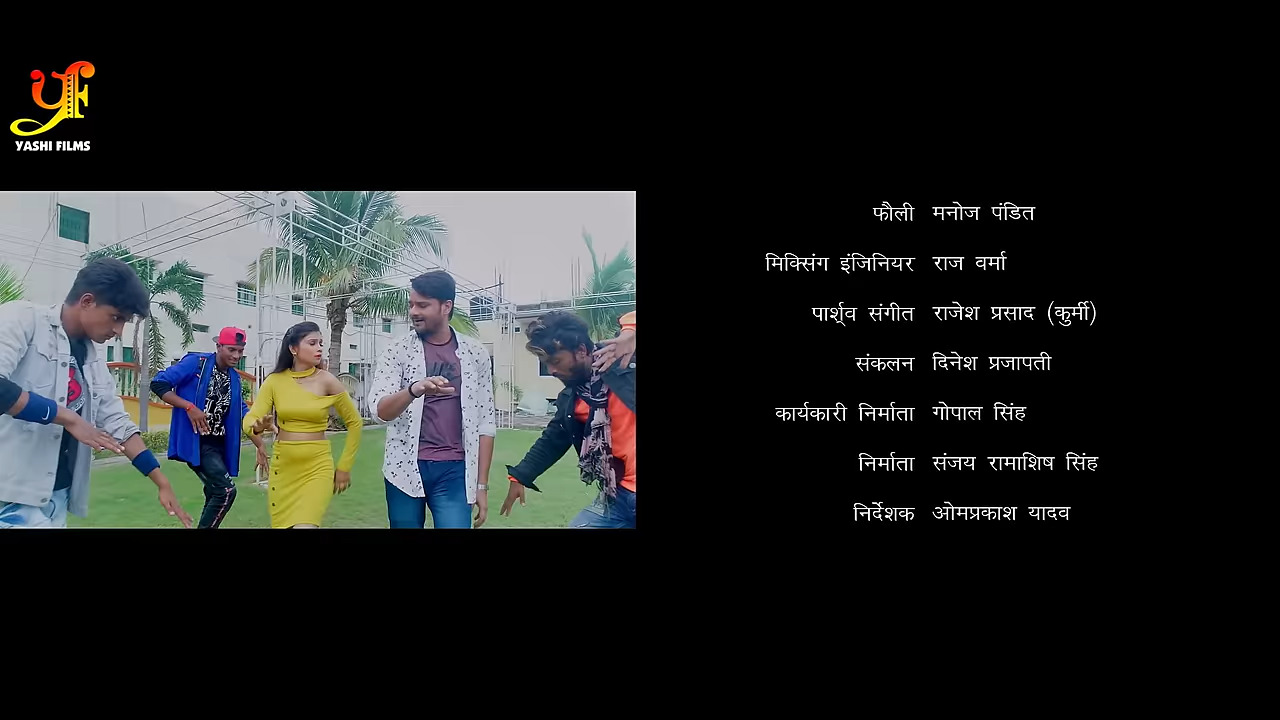 YASHI FILMS
फौली मनोज पंडित
मिक्सिंग इंजिनियर राज वर्मा
पार्श्व संगीत राजेश प्रसाद (कुर्मी)
संकलन दिनेश प्रजापती
कार्यकारी निर्माता गोपाल सिंह
निर्माता संजय रामाशिष सिंह
निर्देशक ओमप्रकाश यादव